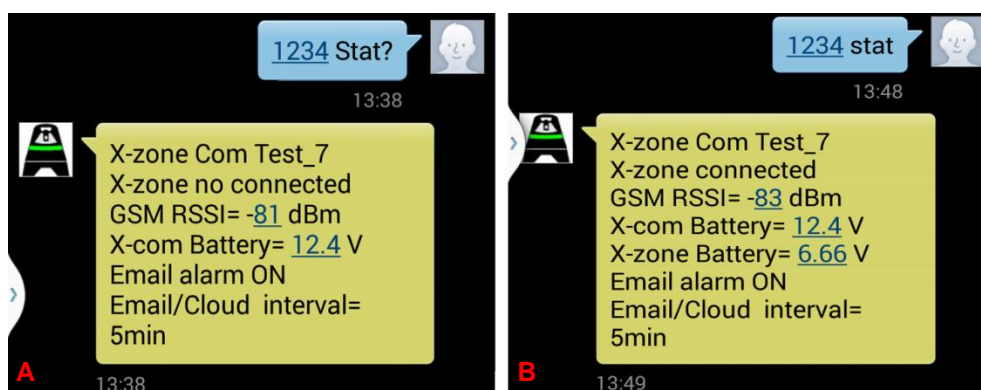 1234 Stat?
13:38
X-zone Com Test_7
X-zone no connected
GSM RSSI= -81 dBm
X-com Battery= 12.4 V
Email alarm ON
Email/Cloud  interval=
5min
13:38
A
1234 stat
13:48
X-zone Com Test_7
X-zone connected
GSM RSSI= -83 dBm
X-com Battery= 12.4 V
X-zone Battery= 6.66 V
Email alarm ON
Email/Cloud  interval=
5min
13:49
B